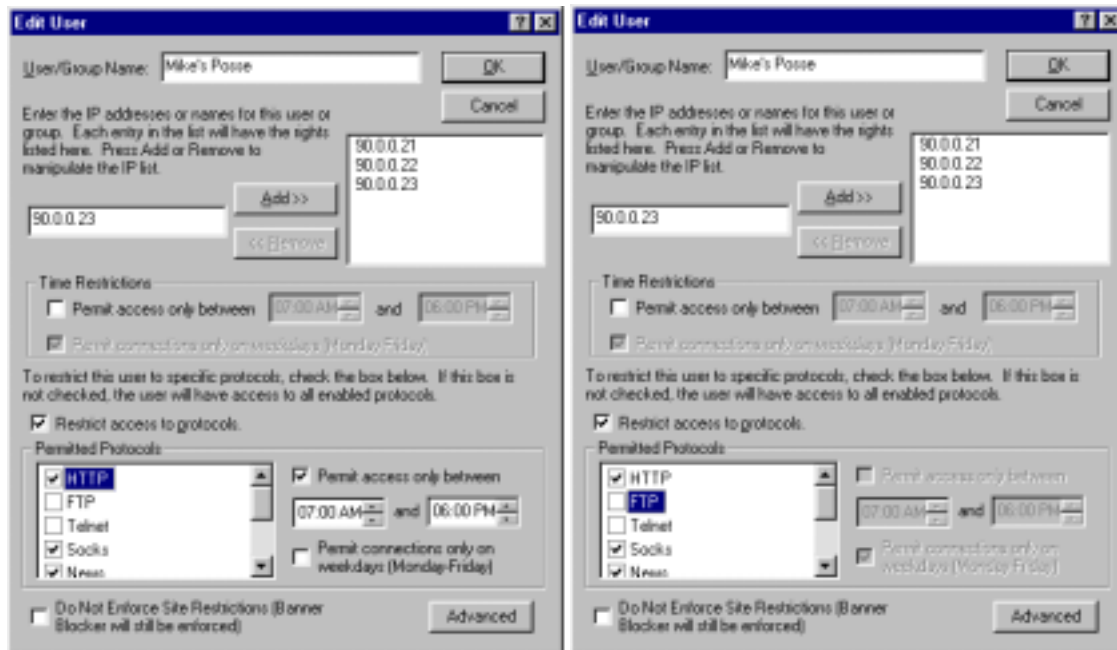 Edit User
User/Group Name: Mike's Posse
OK
Cancel
Enter the IP addresses or names for this user or
group. Each entry in the list will have the rights
listed here. Press Add or Remove to
manipulate the IP list.
90.0.0.21
90.0.0.22
90.0.0.23
Add >>
90.0.0.23
<< Remove
Time Restrictions
Permit access only between 07:00 AM and 06:00 PM
Permit connections only on weekdays (Monday-Friday)
To restrict this user to specific protocols, check the box below. If this box is
not checked, the user will have access to all enabled protocols.
Restrict access to protocols.
Permitted Protocols
HTTP
FTP
Telnet
Socks
News
Permit access only between
07:00 AM and 06:00 PM
Permit connections only on
weekdays (Monday-Friday)
Do Not Enforce Site Restrictions (Banner
Blocker will still be enforced)
Advanced
Edit User
User/Group Name: Mike's Posse
OK
Cancel
Enter the IP addresses or names for this user or
group. Each entry in the list will have the rights
listed here. Press Add or Remove to
manipulate the IP list.
90.0.0.21
90.0.0.22
90.0.0.23
Add >>
90.0.0.23
<< Remove
Time Restrictions
Permit access only between 07:00 AM and 06:00 PM
Permit connections only on weekdays (Monday-Friday)
To restrict this user to specific protocols, check the box below. If this box is
not checked, the user will have access to all enabled protocols.
Restrict access to protocols.
Permitted Protocols
HTTP
FTP
Telnet
Socks
News
Permit access only between
07:00 AM and 06:00 PM
Permit connections only on
weekdays (Monday-Friday)
Do Not Enforce Site Restrictions (Banner
Blocker will still be enforced)
Advanced